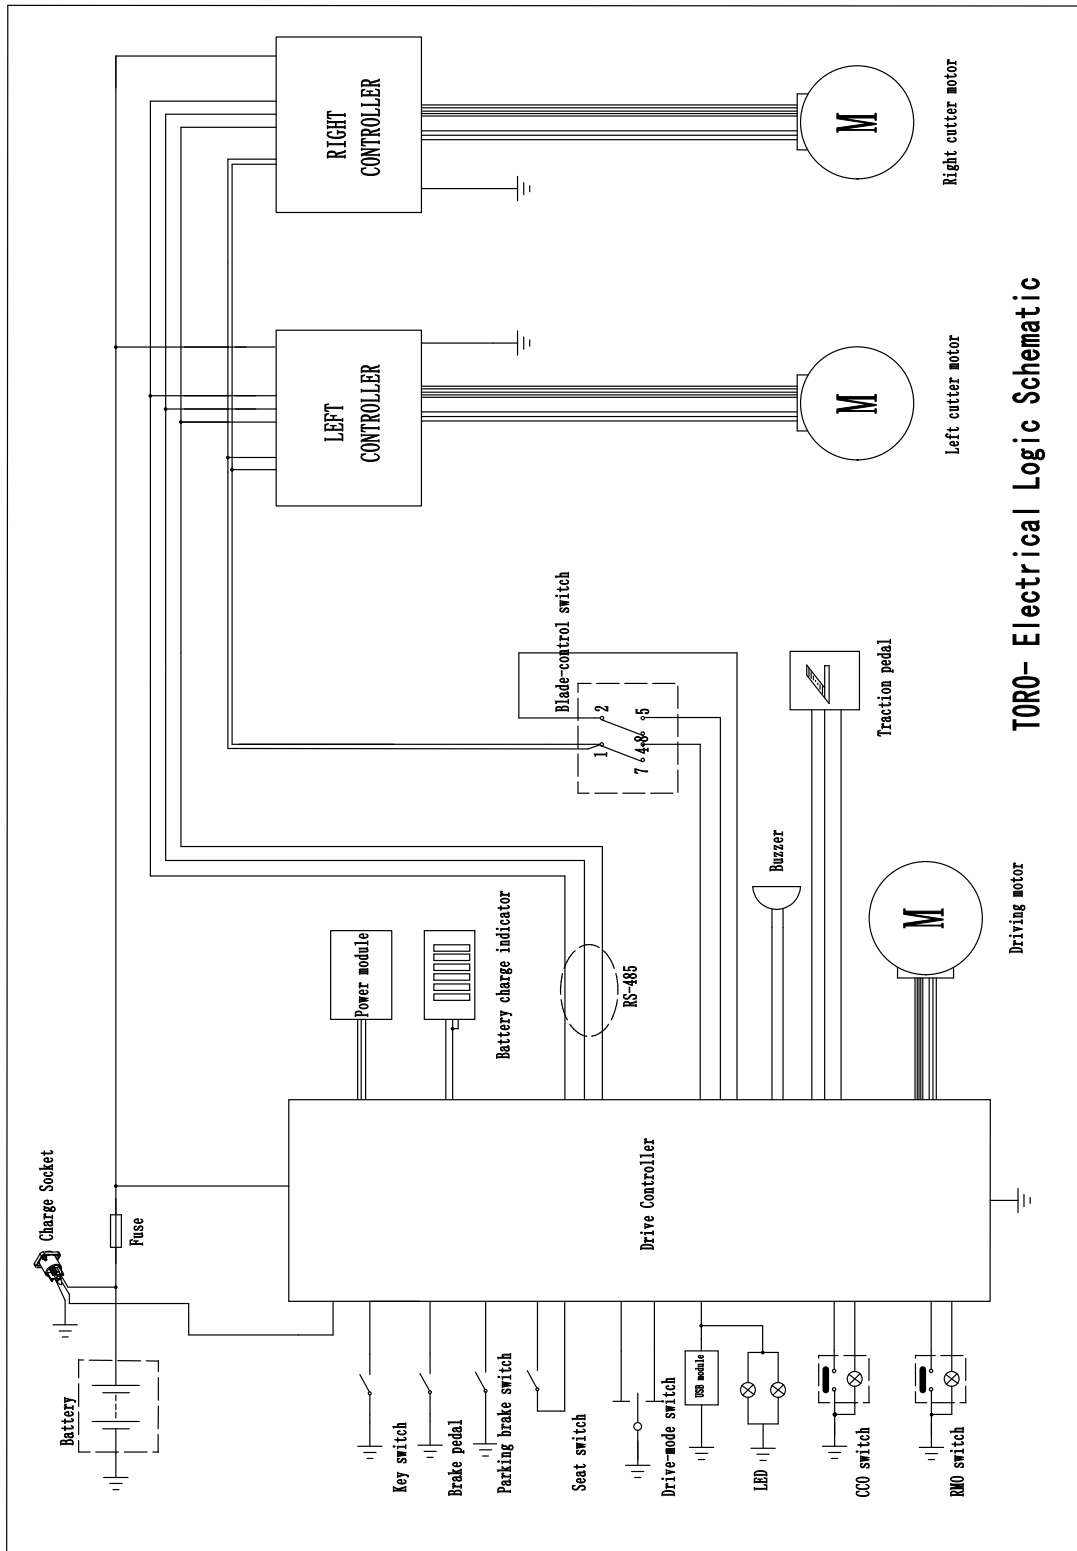 Battery
Charge Socket
Fuse
Key switch
Brake pedal
Parking brake switch
Seat switch
Drive-mode switch
USB module
LED
CCO switch
RMO switch
Drive Controller
Power module
Battery charge indicator
RS-485
Buzzer
Traction pedal
M
Driving motor
Blade-control switch
1
2
7
4
8
5
LEFT
CONTROLLER
M
Left cutter motor
RIGHT
CONTROLLER
M
Right cutter motor
TORO- Electrical Logic Schematic